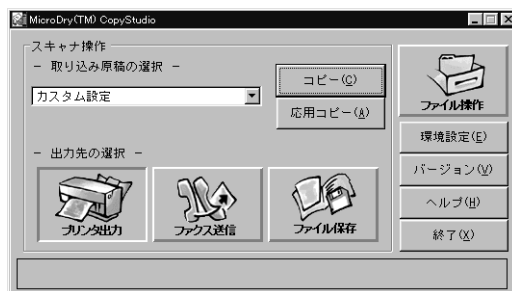 MicroDry(TM) CopyStudio
スキャナ操作
－ 取り込み原稿の選択 －
カスタム設定
コピー(C)
応用コピー(A)
ファイル操作
環境設定(E)
バージョン(V)
ヘルプ(H)
終了(X)
－ 出力先の選択 －
プリンタ出力
ファクス送信
ファイル保存